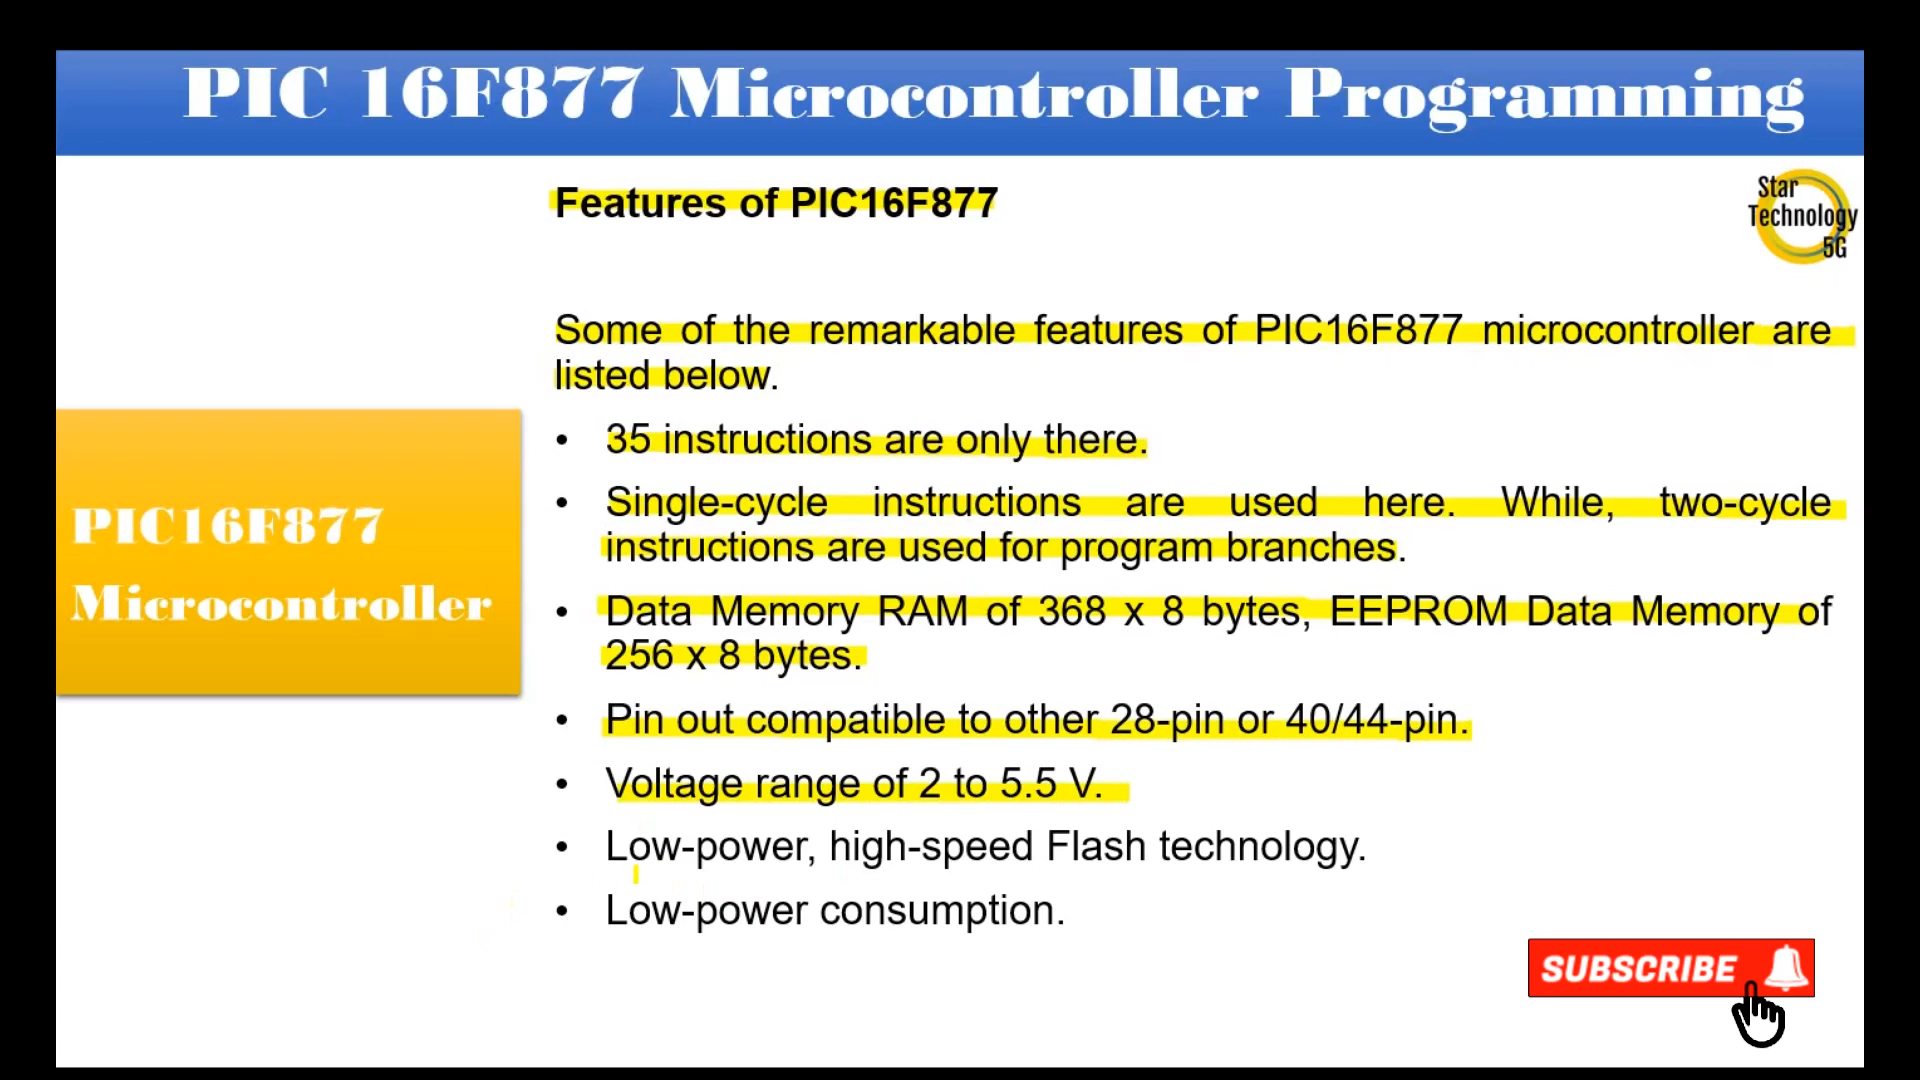 PIC 16F877 Microcontroller Programming
Features of PIC16F877
Star
Technology
5G
Some of the remarkable features of PIC16F877 microcontroller are
listed below.
• 35 instructions are only there.
• Single-cycle instructions are used here. While, two-cycle
instructions are used for program branches.
PIC16F877
Microcontroller
• Data Memory RAM of 368 x 8 bytes, EEPROM Data Memory of
256 x 8 bytes.
• Pin out compatible to other 28-pin or 40/44-pin.
• Voltage range of 2 to 5.5 V.
• Low-power, high-speed Flash technology.
• Low-power consumption.
SUBSCRIBE